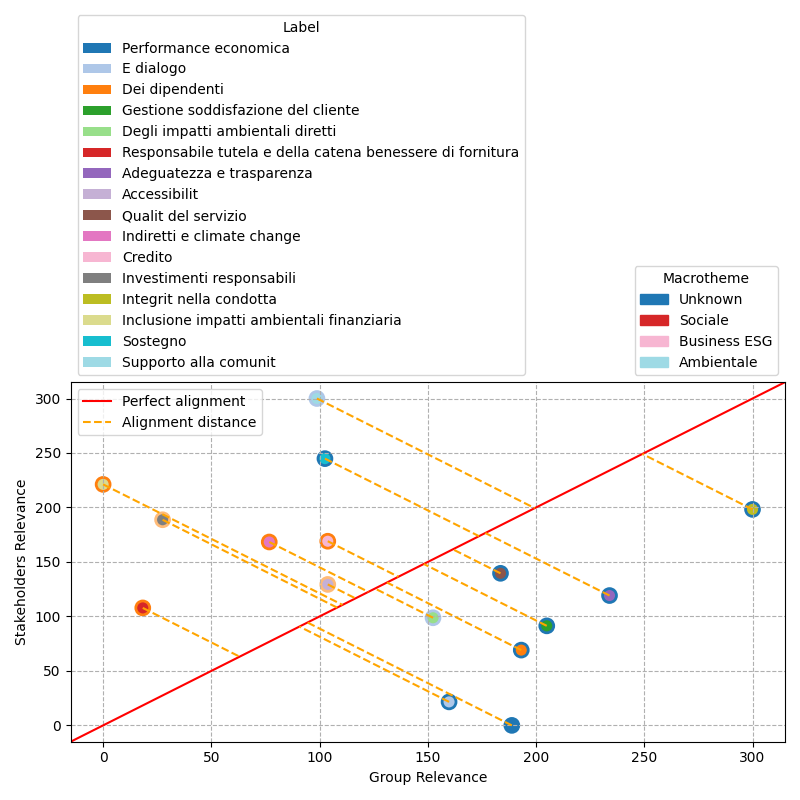 Label
Performance economica
E dialogo
Dei dipendenti
Gestione soddisfazione del cliente
Degli impatti ambientali diretti
Responsabile tutela e della catena benessere di fornitura
Adeguatezza e trasparenza
Accessibilit
Qualit del servizio
Indiretti e climate change
Credito
Investimenti responsabili
Integrit nella condotta
Inclusione impatti ambientali finanziaria
Sostegno
Supporto alla comunit
Macrotheme
Unknown
Sociale
Business ESG
Ambientale
Perfect alignment
Alignment distance
300
250
200
150
100
50
0
Stakeholders Relevance
0 50 100 150 200 250 300
Group Relevance